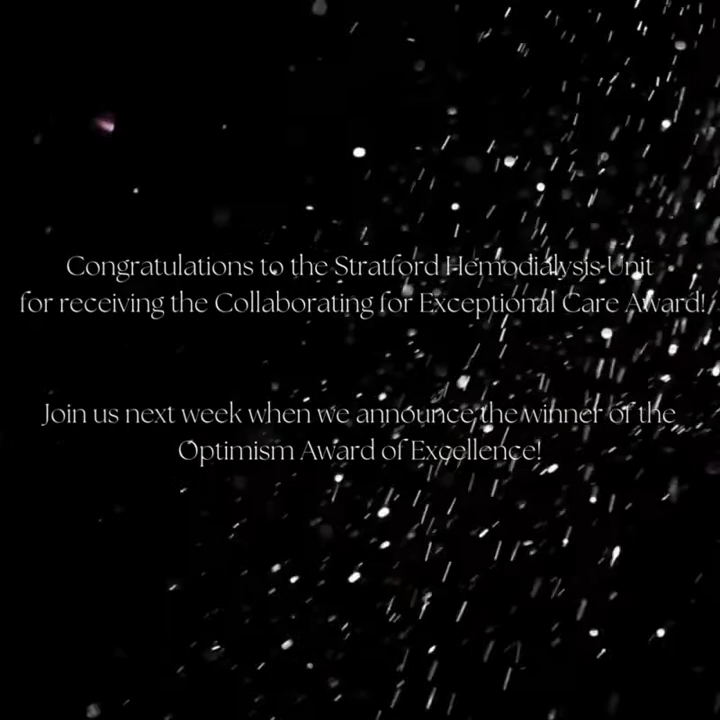 Congratulations to the Stratford Hemodialysis Unit
for receiving the Collaborating for Exceptional Care Award!
Join us next week when we announce the winner of the
Optimism Award of Excellence!